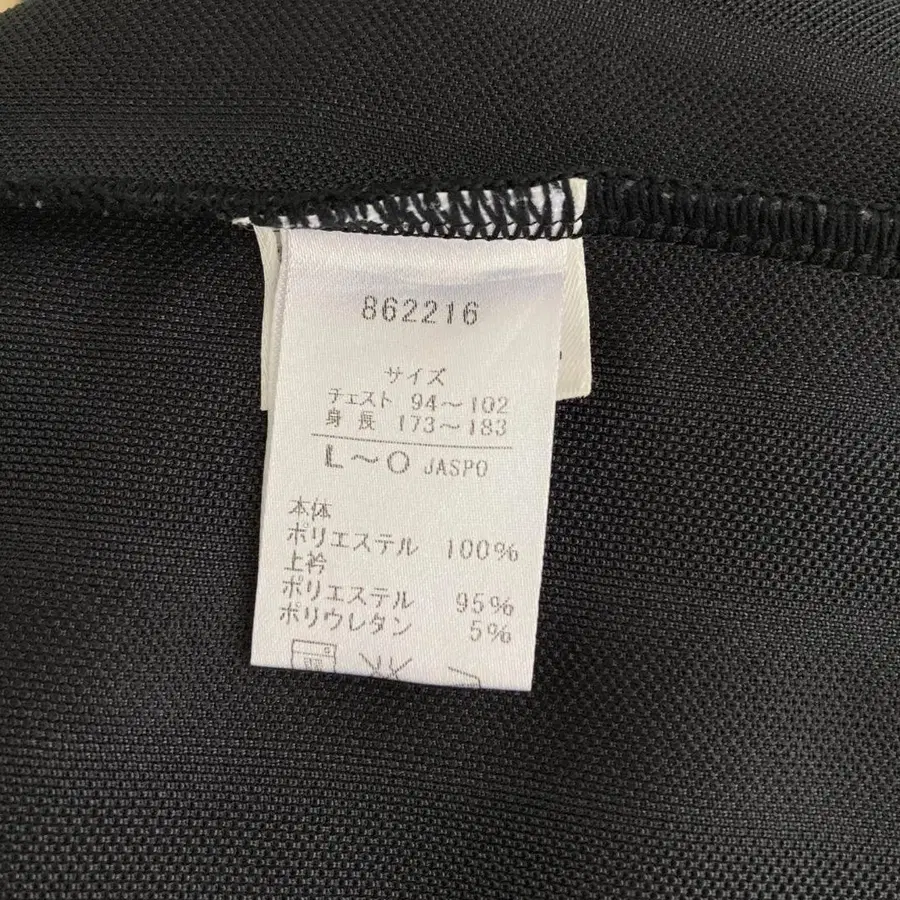 862216
サイズ
チェスト 94～102
身長 173～183
L～O JASPO
本体
ポリエステル 100%
上衿
ポリエステル 95%
ポリウレタン 5%